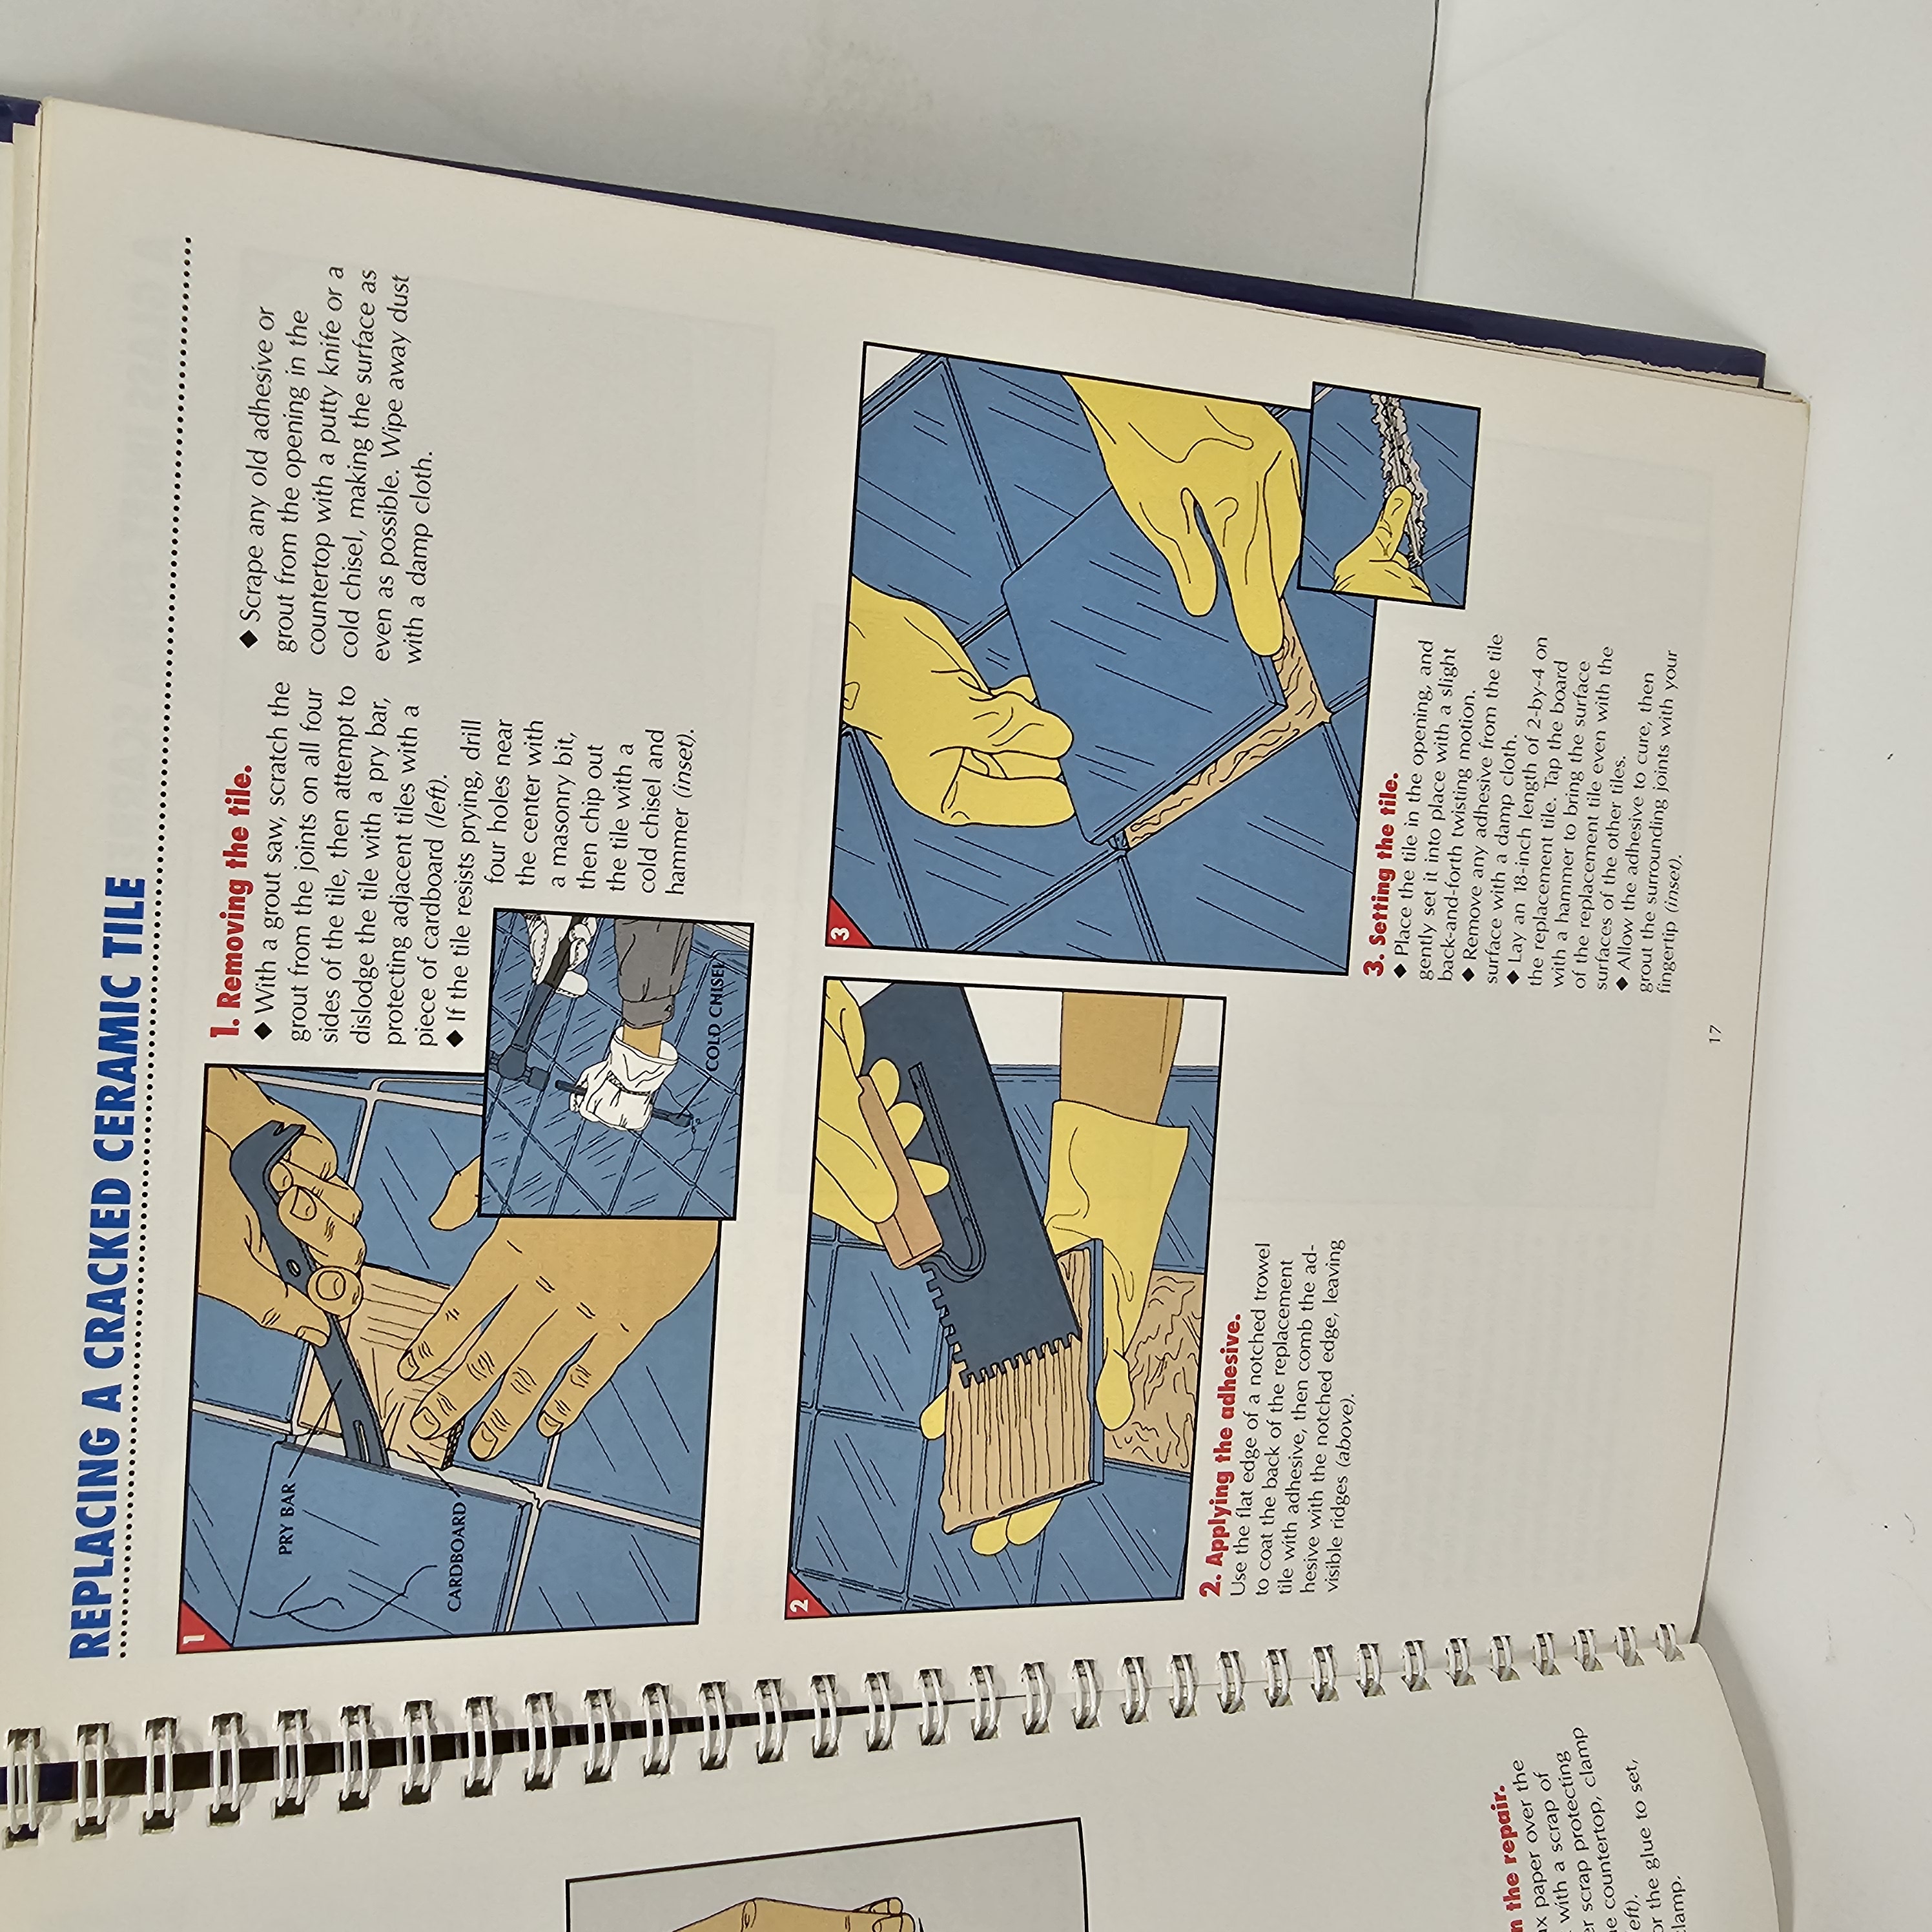 REPLACING A CRACKED CERAMIC TILE
1
PRY BAR
CARDBOARD
COLD CHISEL
1. Removing the tile.
◆ With a grout saw, scratch the
grout from the joints on all four
sides of the tile, then attempt to
dislodge the tile with a pry bar,
protecting adjacent tiles with a
piece of cardboard (left).
◆ If the tile resists prying, drill
four holes near
the center with
a masonry bit,
then chip out
the tile with a
cold chisel and
hammer (inset).
◆ Scrape any old adhesive or
grout from the opening in the
countertop with a putty knife or a
cold chisel, making the surface as
even as possible. Wipe away dust
with a damp cloth.
2
2. Applying the adhesive.
Use the flat edge of a notched trowel
to coat the back of the replacement
tile with adhesive, then comb the ad-
hesive with the notched edge, leaving
visible ridges (above).
3
3. Setting the tile.
◆ Place the tile in the opening, and
gently set it into place with a slight
back-and-forth twisting motion.
◆ Remove any adhesive from the tile
surface with a damp cloth.
◆ Lay an 18-inch length of 2-by-4 on
the replacement tile. Tap the board
with a hammer to bring the surface
of the replacement tile even with the
surfaces of the other tiles.
◆ Allow the adhesive to cure, then
grout the surrounding joints with your
fingertip (inset).
17
the repair.
paper over the
with a scrap of
scrap protecting
countertop, clamp
the glue to set,